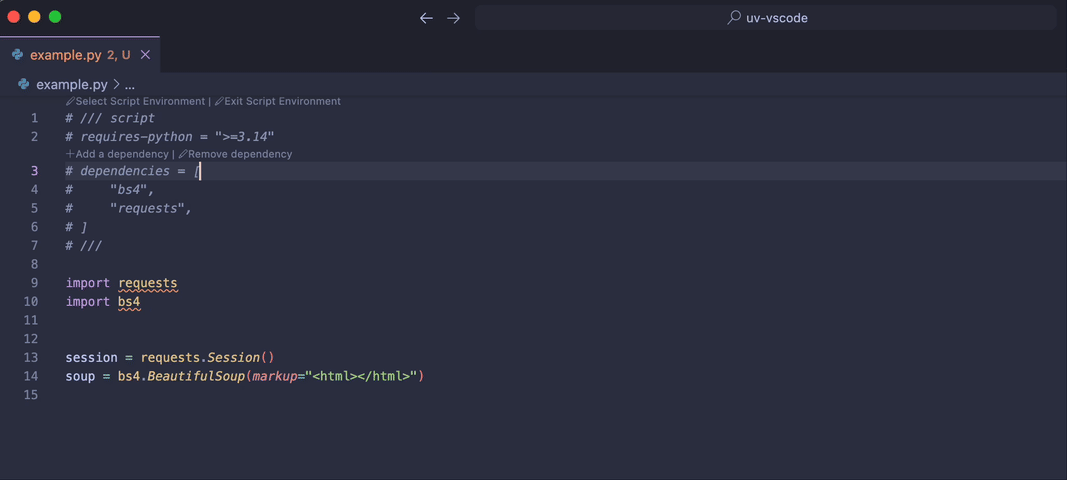 uv-vscode
example.py 2, U
example.py > ...
Select Script Environment | Exit Script Environment
1 # /// script
2 # requires-python = ">=3.14"
Add a dependency | Remove dependency
3 # dependencies = [
4 #     "bs4",
5 #     "requests",
6 # ]
7 # ///
8
9 import requests
10 import bs4
11
12
13 session = requests.Session()
14 soup = bs4.BeautifulSoup(markup="<html></html>")
15